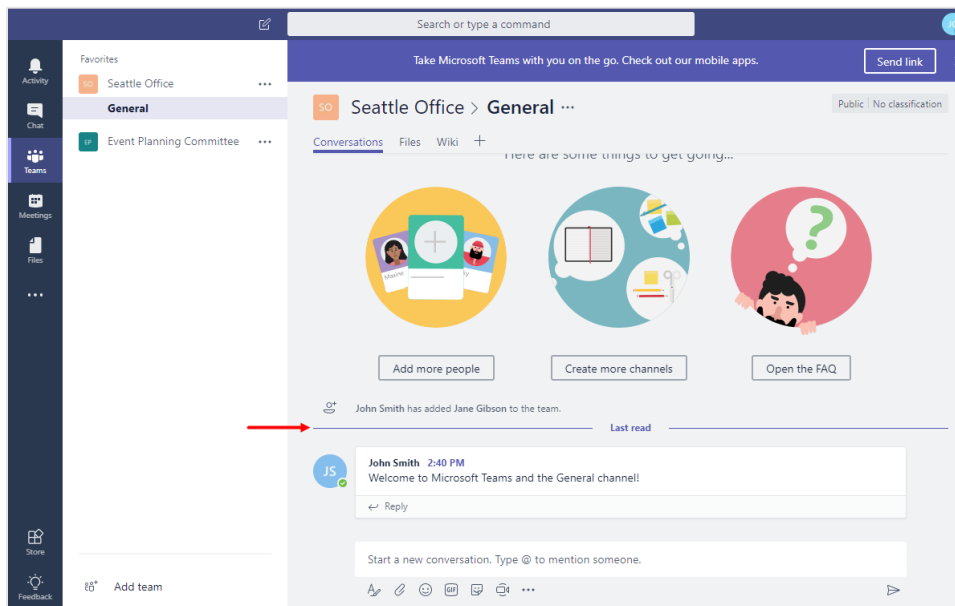 Search or type a command
JG
Activity
Chat
Teams
Meetings
Files
Store
Feedback
Favorites
SO Seattle Office
General
EP Event Planning Committee
Add team
Take Microsoft Teams with you on the go. Check out our mobile apps.
Send link
SO Seattle Office > General
Public No classification
Conversations Files Wiki
Here are some things to get going...
Maxine
Add more people
Create more channels
Open the FAQ
John Smith has added Jane Gibson to the team.
Last read
JS
John Smith 2:40 PM
Welcome to Microsoft Teams and the General channel!
Reply
Start a new conversation. Type @ to mention someone.
GIF